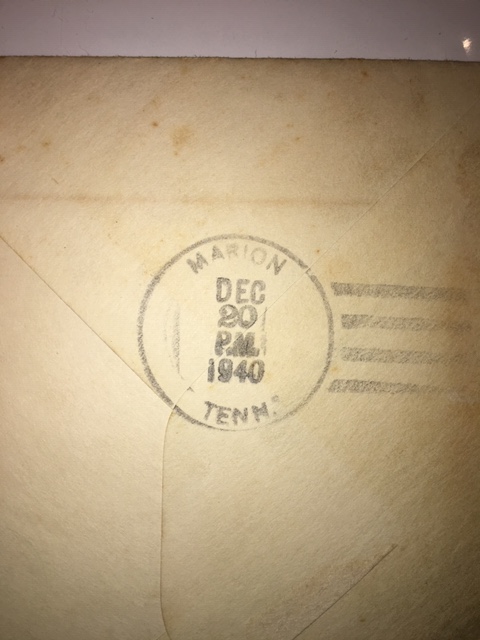 MARION
DEC
20
P.M.
1940
TENN.